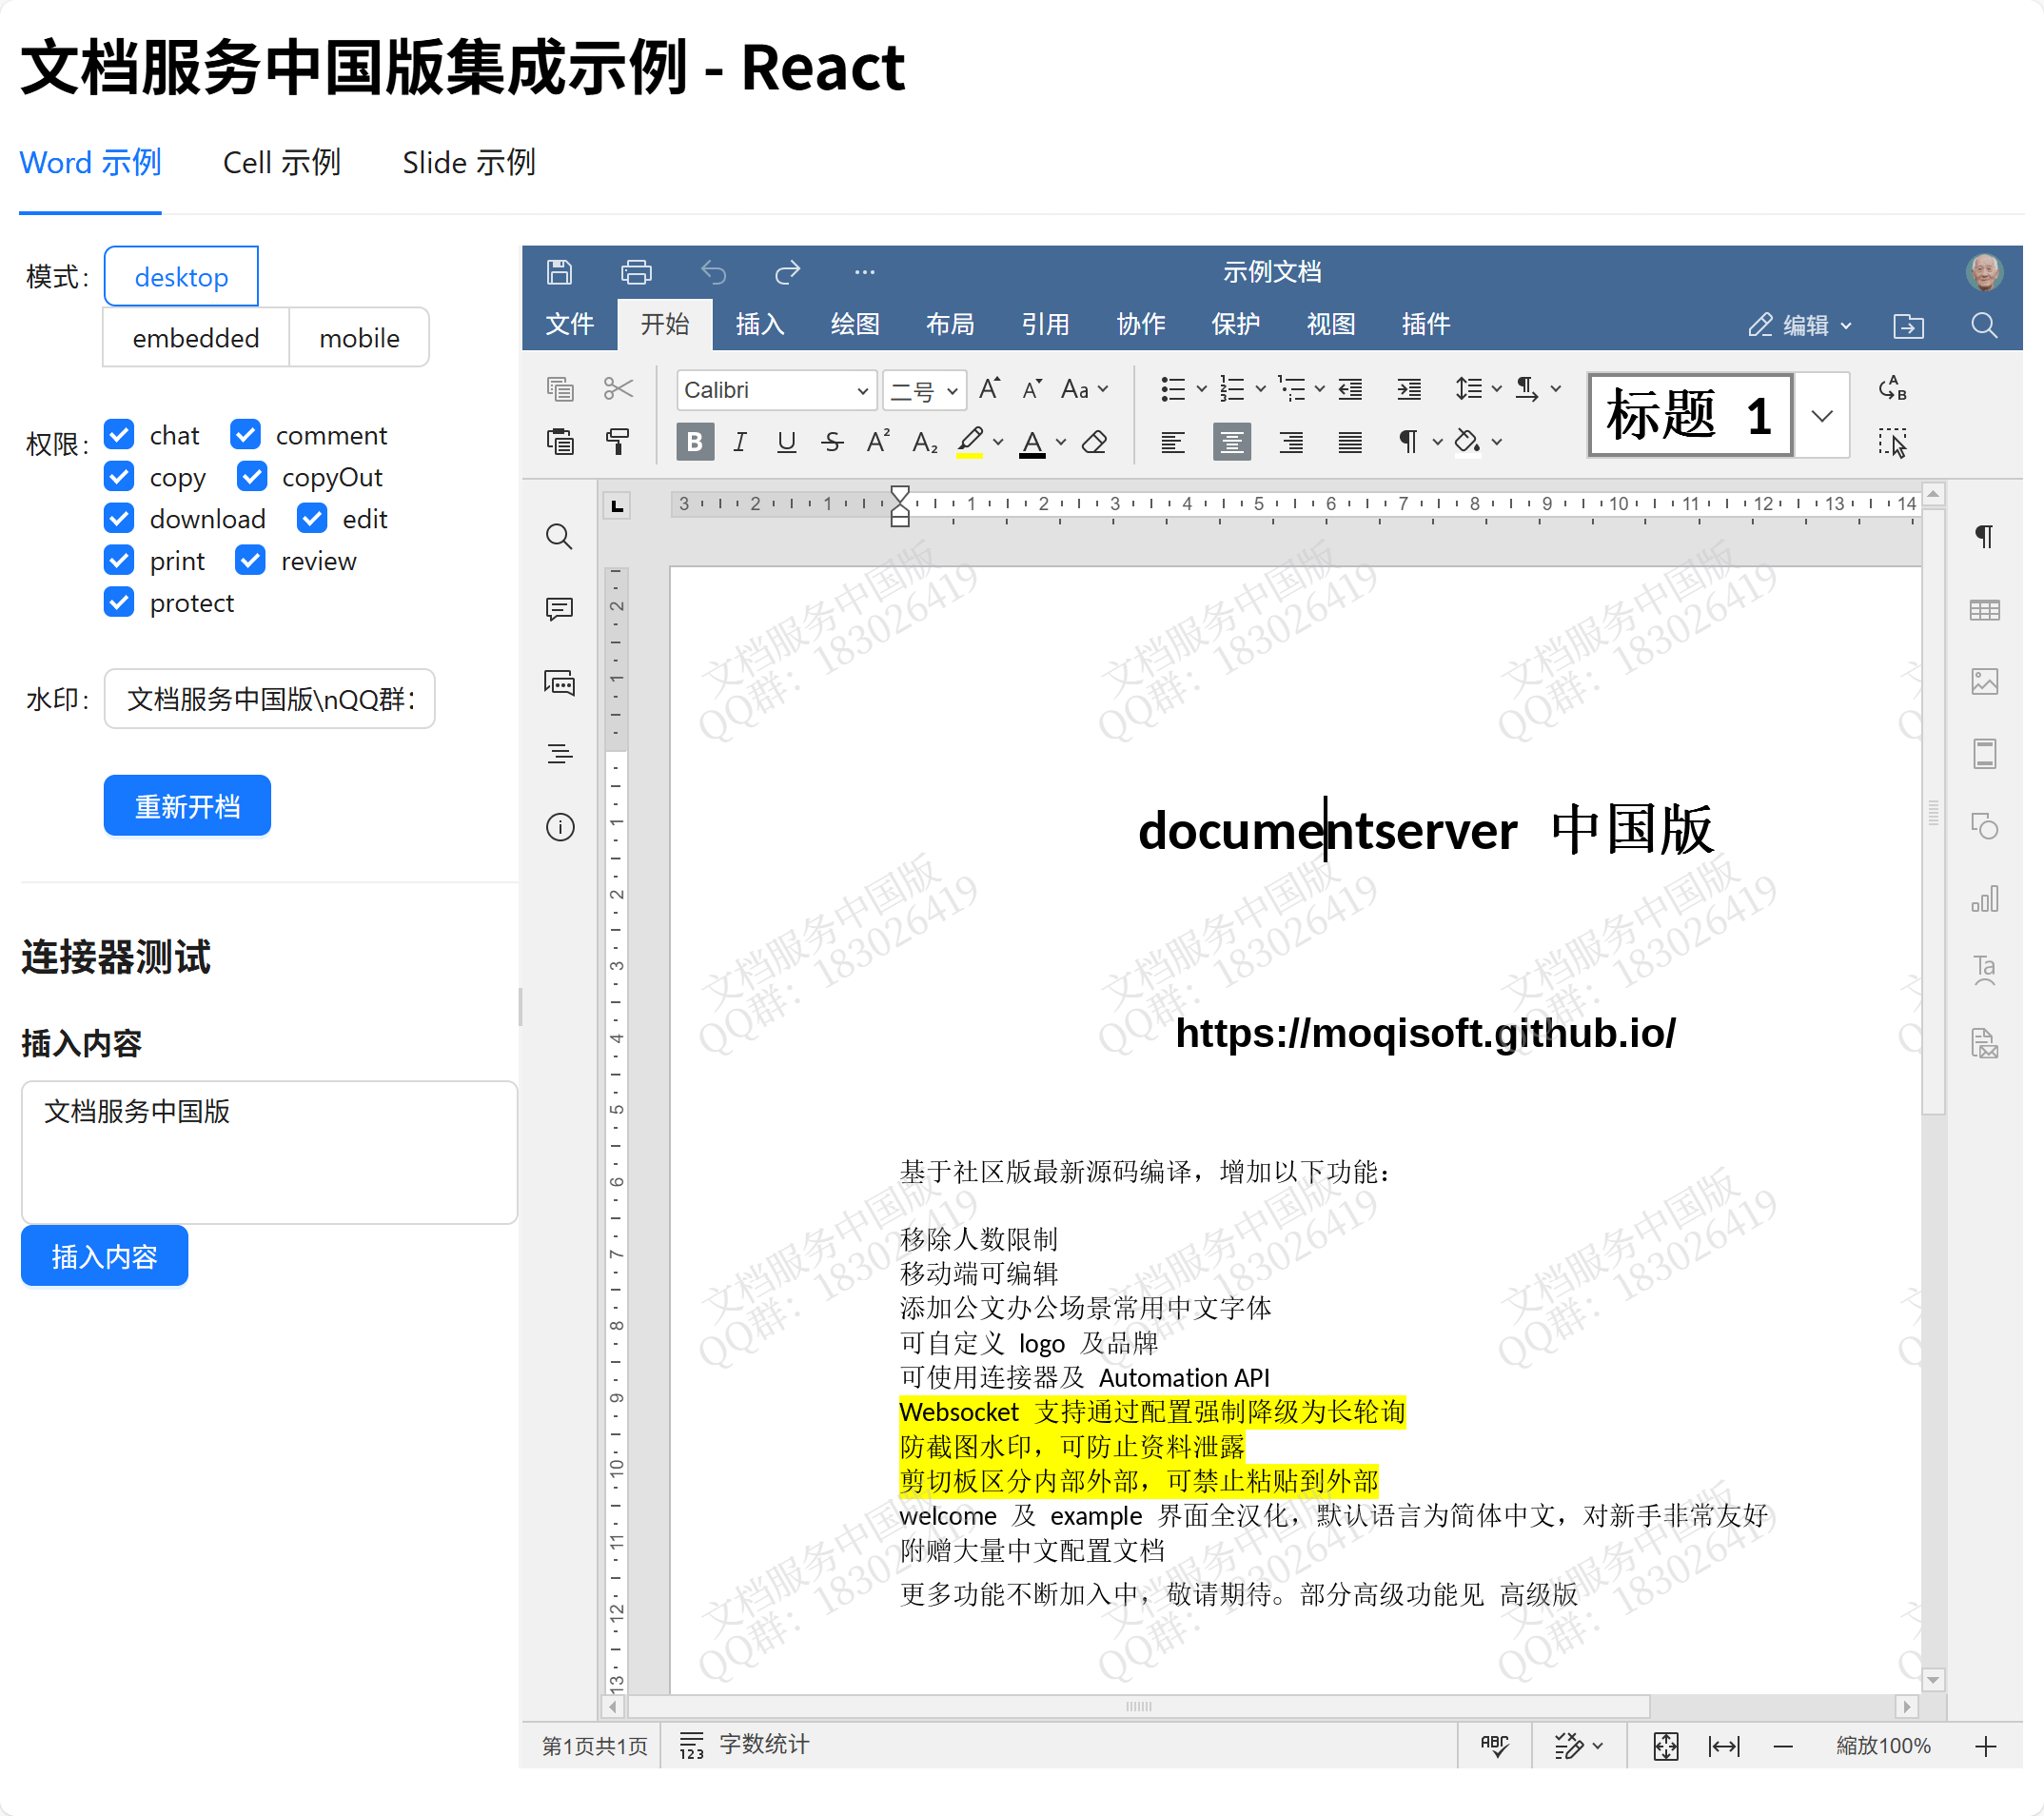 文档服务中国版集成示例 - React
Word 示例 Cell 示例 Slide 示例
模式: desktop
embedded mobile
权限: chat comment
copy copyOut
download edit
print review
protect
水印: 文档服务中国版\nQQ群:
重新开档
连接器测试
插入内容
文档服务中国版
插入内容
示例文档
文件 开始 插入 绘图 布局 引用 协作 保护 视图 插件 编辑
Calibri 二号
标题 1
documentserver 中国版
https://moqisoft.github.io/
基于社区版最新源码编译，增加以下功能：
移除人数限制
移动端可编辑
添加公文办公场景常用中文字体
可自定义 logo 及品牌
可使用连接器及 Automation API
Websocket 支持通过配置强制降级为长轮询
防截图水印，可防止资料泄露
剪切板区分内部外部，可禁止粘贴到外部
welcome 及 example 界面全汉化，默认语言为简体中文，对新手非常友好
附赠大量中文配置文档
更多功能不断加入中，敬请期待。部分高级功能见 高级版
文档服务中国版
QQ群：183026419
第1页共1页 字数统计 縮放100%